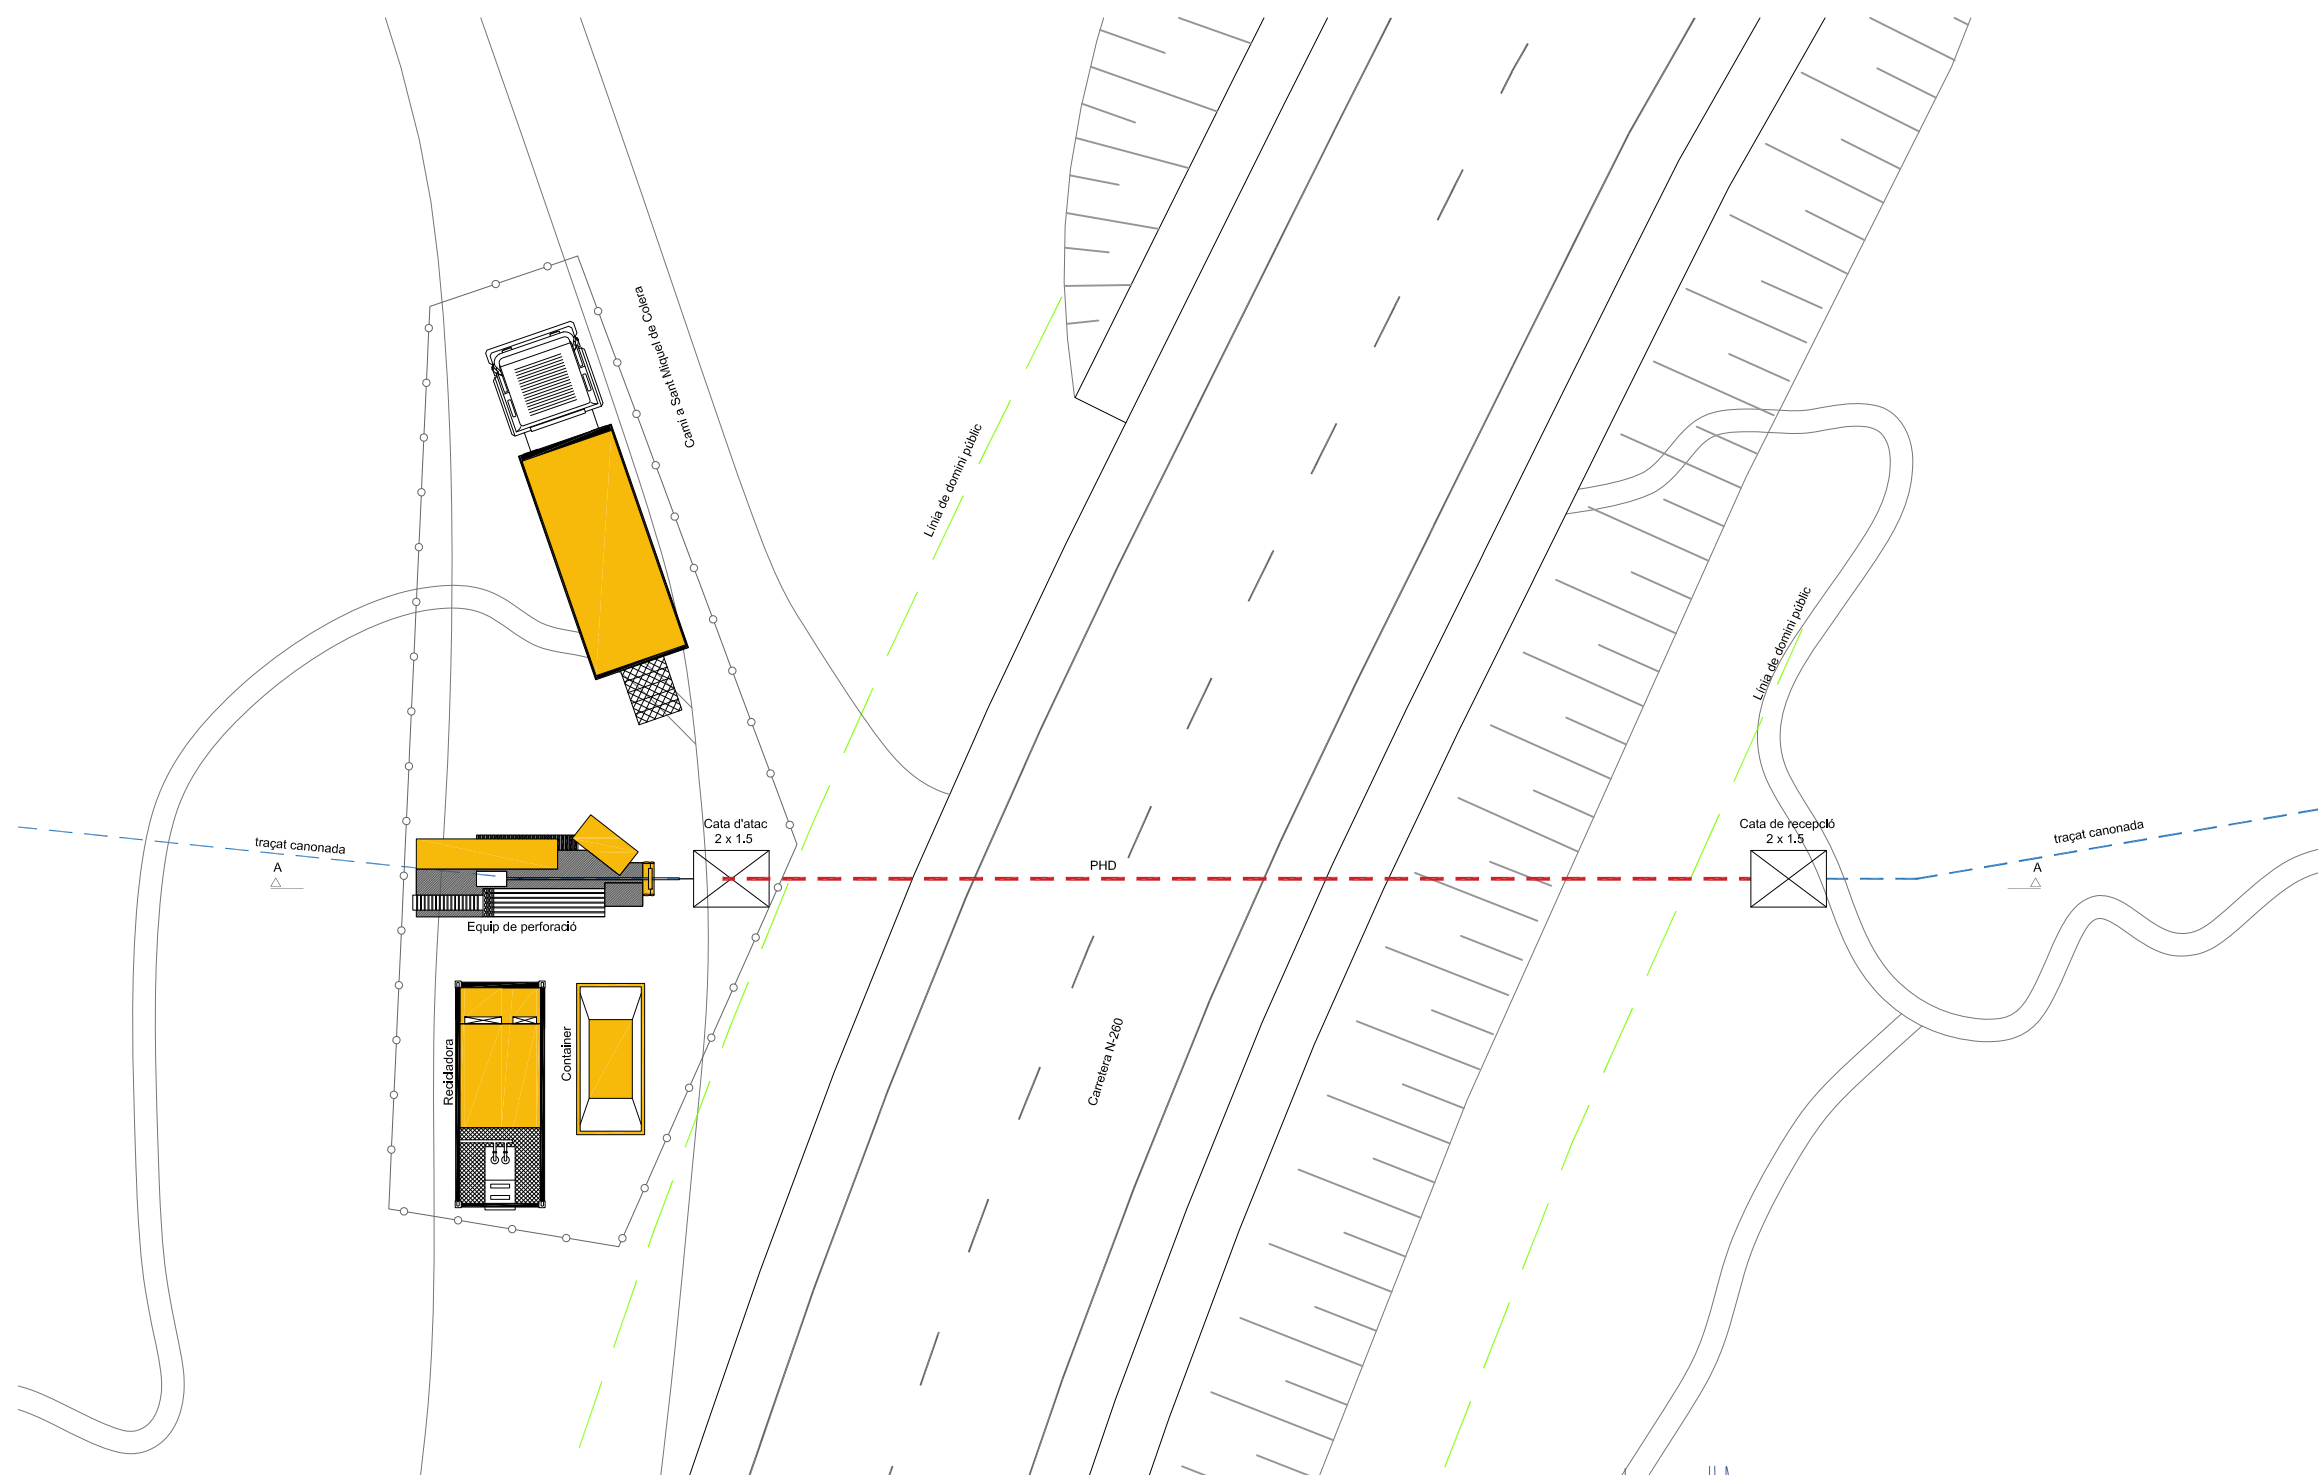 Camí a Sant Miquel de Colera
Línia de domini públic
Línia de domini públic
traçat canonada
A
Cata d'atac
2 x 1.5
PHD
Cata de recepció
2 x 1.5
traçat canonada
A
Equip de perforació
Recicladora
Container
Carretera N-260